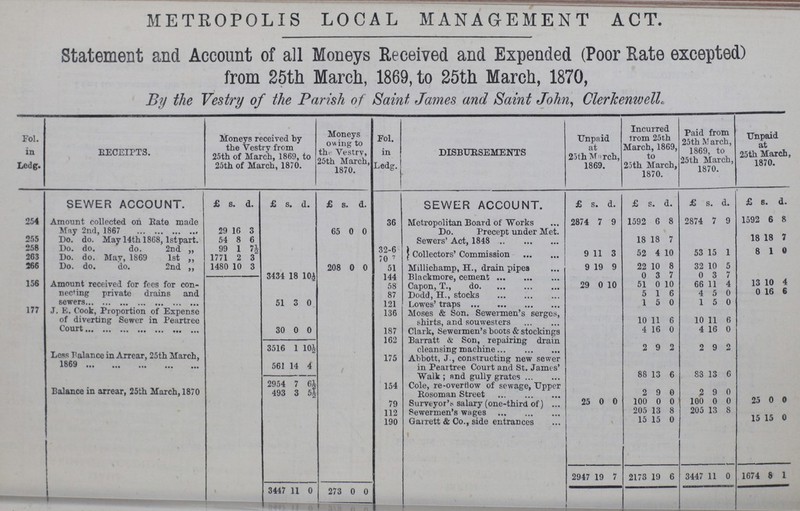 METROPOLIS LOCAL MANAGEMENT ACT.
Statement and Account of all Moneys Received and Expended (Poor Rate excepted)
from 25th March, 1869, to 25th March, 1870,
By the Vestry of the Parish of Saint James and Saint John, Clerkenwell.
Fol. in Ledg. RECEIPTS. Moneys received by the Vestry from 25th of March, 1869, to 25th of March, 1870. Moneys owing to the Vestry, 25th March, 1870.
SEWER ACCOUNT. £ s. d. £ s. d. £ s. d.
254 Amount collected on Rate made
May 2nd, 1867 ... ... ... ... 29 16 3 65 0 0
255 Do. do. May 14th 1868, 1st part. 54 8 6
258 Do. do. do. 2nd „ 99 1 7½
263 Do. do. May, 1869 1st „ 1771 2 3
266 Do. do. do. 2nd „ 1480 10 3 208 0 0
3434 18 10½
156 Amount received for fees for con-
necting private drains and
sewers... ... ... ... ... ... 51 3 0
177 J. E. Cook, Proportion of Expense
of diverting Sewer in Peartree
Court ... ... ... ... ... ... 30 0 0
3516 1 10½
Less Balance in Arrear, 25th March,
1869 ... ... ... ... ... ... 561 14 4
2954 7 6½
Balance in arrear, 25th March, 1870 493 3 5½
3447 11 0 273 0 0
Fol. in Ledg. DISBURSEMENTS Unpaid at 25th March 1869. Incurred from 25th March, 1869, to 25th March, 1870. Paid from 25th March, 1869, to 25th March, 1870. Unpaid at 25th March, 1870.
SEWER ACCOUNT. £ s. d. £ s. d. £ s. d. £ s. d.
36 Metropolitan Board of Works ... 2874 7 9 1592 6 8 2874 7 9 1592 6 8
Do. Precept under Met.
Sewers' Act, 1848 ... ... ... 18 18 7 18 18 7
32-6
70 } Collectors' Commission ... ... 9 11 3 52 4 10 53 15 1 8 1 0
51 Millichamp, H., drain pipes ... 9 19 9 22 10 8 32 10 5
144 Blackmore, cement ... ... ... 0 3 7 0 3 7
58 Capon, T., do. ... ... ... 29 0 10 51 0 10 66 11 4 13 10 4
87 Dodd, H., stocks ... ... ... 5 1 6 4 5 0 0 16 6
121 Lowes' traps ... ... ... ... 1 5 0 1 5 0
136 Moses & Son, Sewermen's serges,
shirts, and souwesters ... ... 10 11 6 10 11 6
187 Clark, Sewermen's boots & stockings 4 16 0 4 16 0
162 Barratt & Son, repairing drain
cleansing machine ... ... ... 2 9 2 2 9 2
175 Abbott, J., constructing new sewer
in Peartree Court and St. James'
Walk ; and gully grates ... ... 88 13 6 88 13 6
154 Cole, re-overflow of sewage, Upper
Rosoman Street ... ... ... 2 9 0 2 9 0
79 Surveyor's salary (one-third of) ... 25 0 0 100 0 0 100 0 0 25 0 0
112 Sewermen's wages ... ... ... 205 13 8 205 13 8
190 Garrett & Co., side entrances ... 15 15 0 15 15 0
2947 19 7 2173 19 6 3447 11 0 1674 8 1